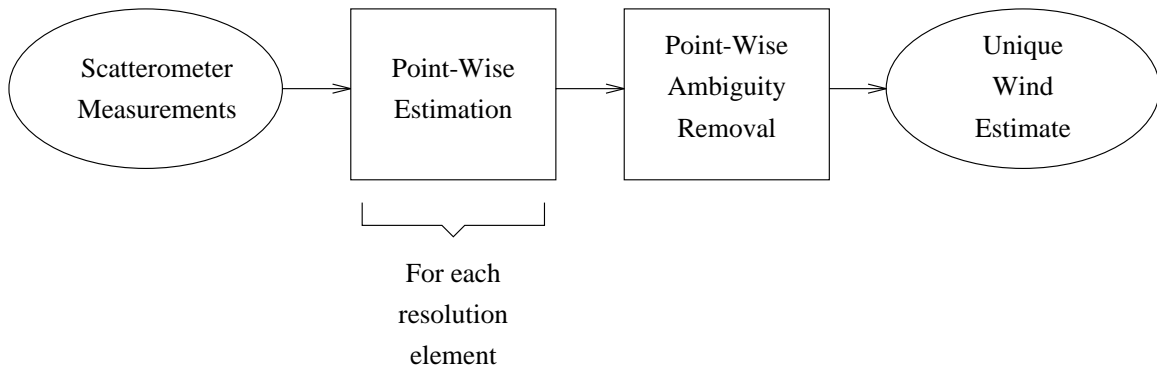 Scatterometer
Measurements
Point-Wise
Estimation
Point-Wise
Ambiguity
Removal
Unique
Wind
Estimate
For each
resolution
element